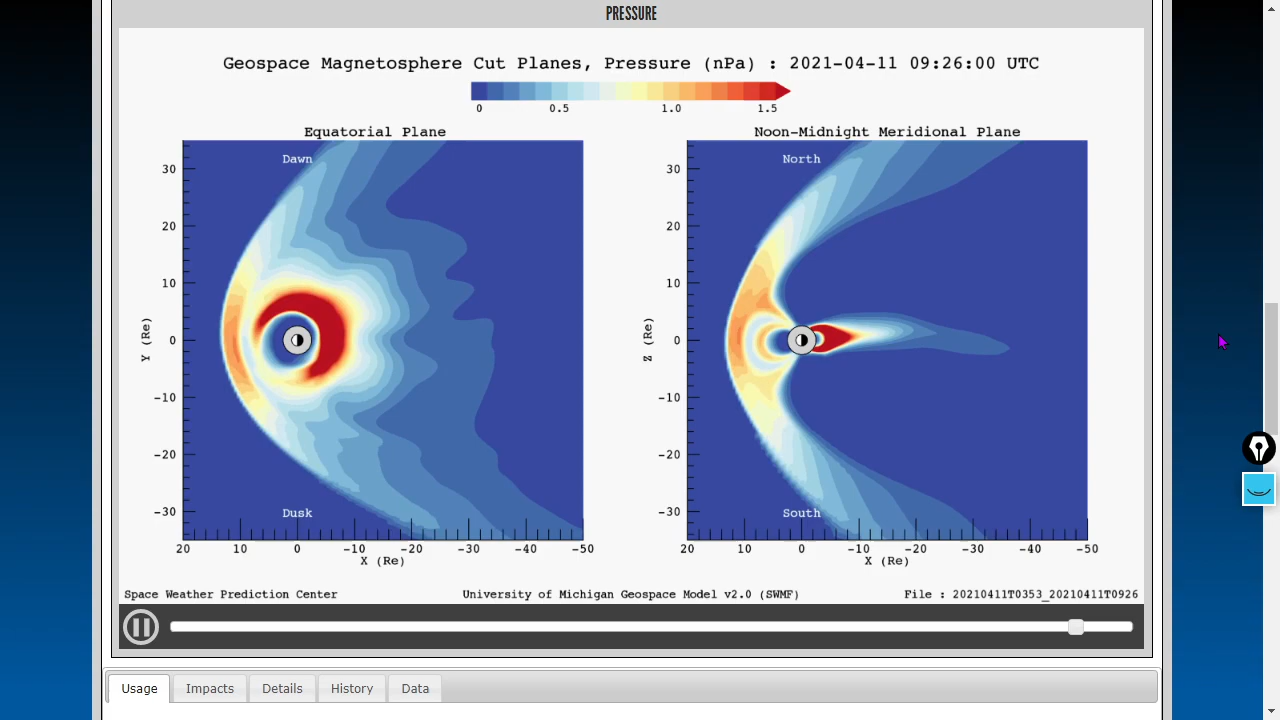 PRESSURE
Geospace Magnetosphere Cut Planes, Pressure (nPa) : 2021-04-11 09:26:00 UTC
0 0.5 1.0 1.5
Equatorial Plane
Dawn
30
20
10
0
-10
-20
-30
Y (Re)
Dusk
20 10 0 -10 -20 -30 -40 -50
X (Re)
Noon-Midnight Meridional Plane
North
30
20
10
0
-10
-20
-30
Z (Re)
South
20 10 0 -10 -20 -30 -40 -50
X (Re)
Space Weather Prediction Center University of Michigan Geospace Model v2.0 (SWMF) File : 20210411T0353_20210411T0926
Usage Impacts Details History Data